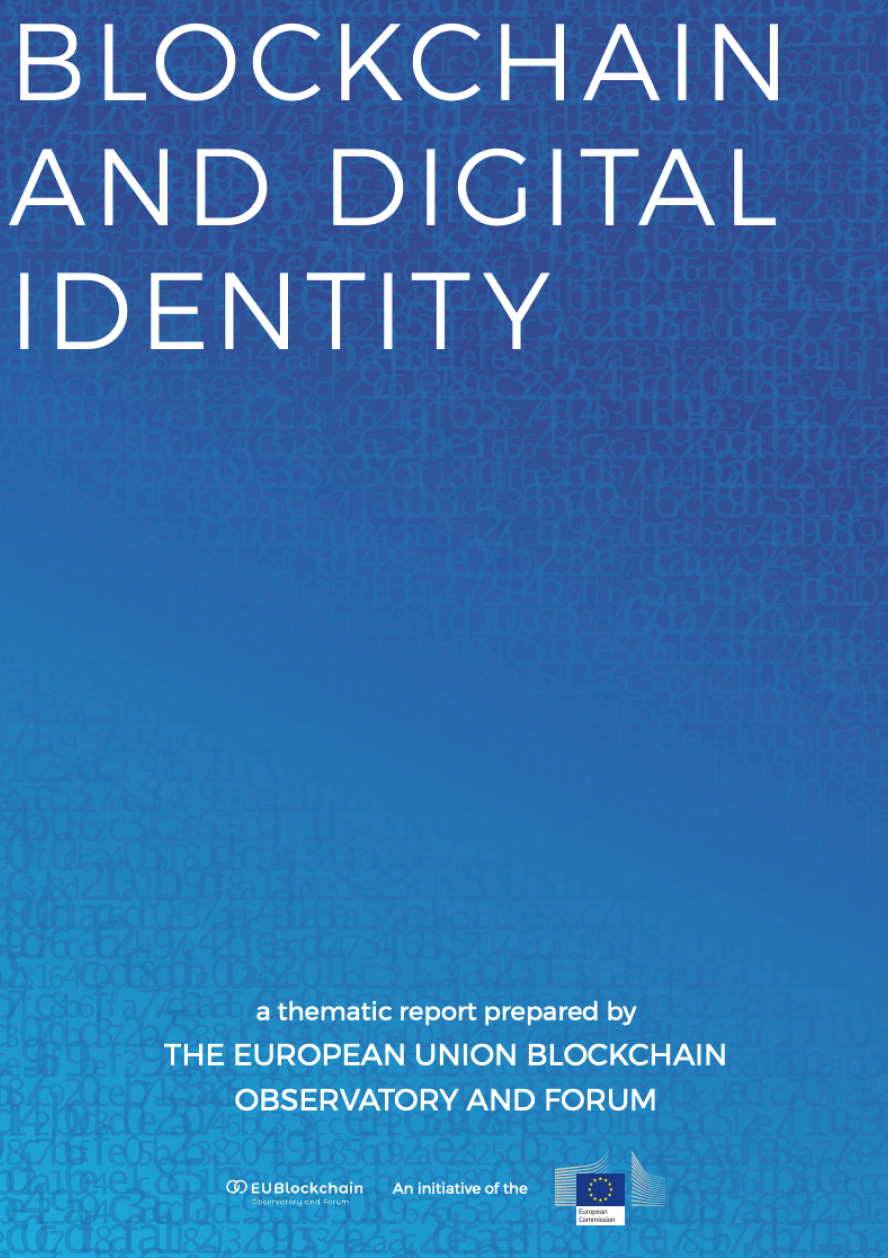 BLOCKCHAIN
AND DIGITAL
IDENTITY
a thematic report prepared by
THE EUROPEAN UNION BLOCKCHAIN
OBSERVATORY AND FORUM
EUBlockchain
Observatory and Forum
An initiative of the
European
Commission